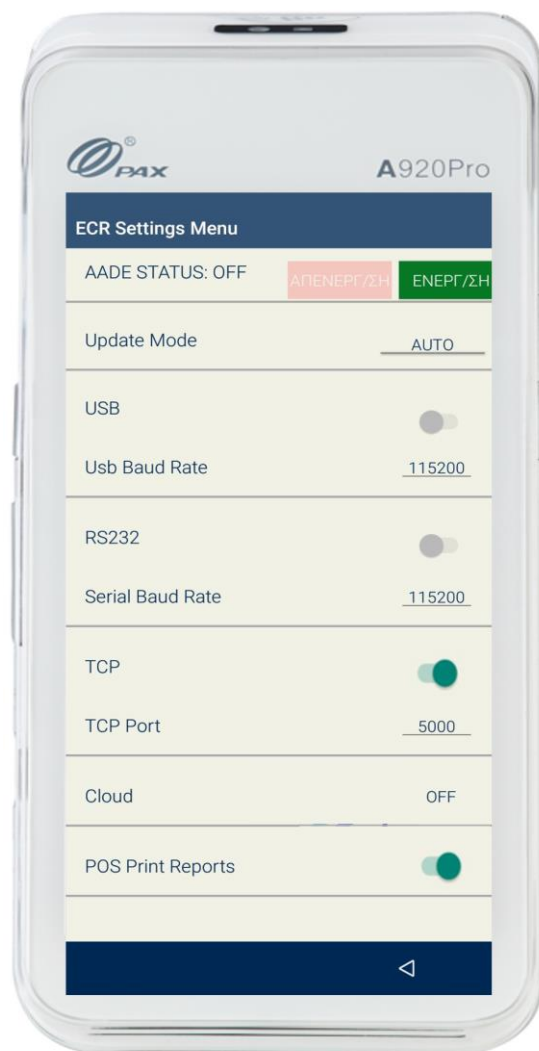 PAX®
A920Pro
ECR Settings Menu
AADE STATUS: OFF ΑΠΕΝΕΡΓ/ΣΗ ΕΝΕΡΓ/ΣΗ
Update Mode AUTO
USB
Usb Baud Rate 115200
RS232
Serial Baud Rate 115200
TCP
TCP Port 5000
Cloud OFF
POS Print Reports